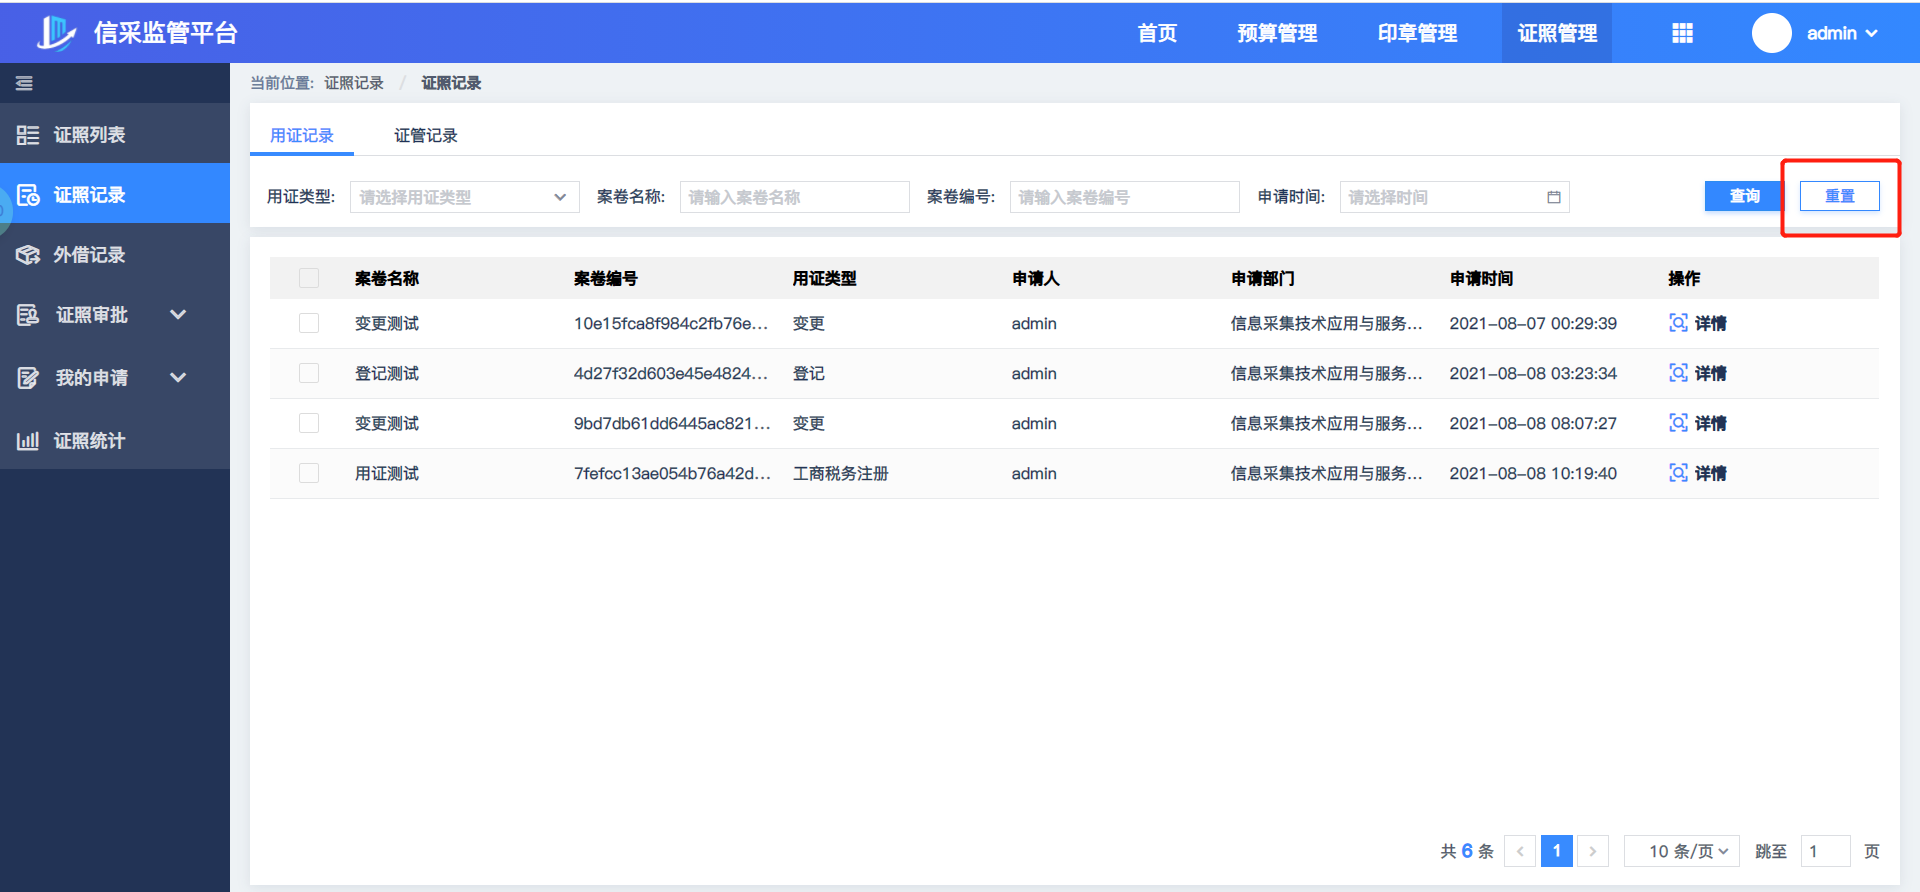 信采监管平台
首页 预算管理 印章管理 证照管理 admin
当前位置: 证照记录 / 证照记录
证照列表
证照记录
外借记录
证照审批
我的申请
证照统计
用证记录 证管记录
用证类型: 请选择用证类型 案卷名称: 请输入案卷名称 案卷编号: 请输入案卷编号 申请时间: 请选择时间 查询 重置
案卷名称 案卷编号 用证类型 申请人 申请部门 申请时间 操作
变更测试 10e15fca8f984c2fb76e... 变更 admin 信息采集技术应用与服务... 2021-08-07 00:29:39 详情
登记测试 4d27f32d603e45e4824... 登记 admin 信息采集技术应用与服务... 2021-08-08 03:23:34 详情
变更测试 9bd7db61dd6445ac821... 变更 admin 信息采集技术应用与服务... 2021-08-08 08:07:27 详情
用证测试 7fefcc13ae054b76a42d... 工商税务注册 admin 信息采集技术应用与服务... 2021-08-08 10:19:40 详情
共 6 条 < 1 > 10 条/页 跳至 1 页